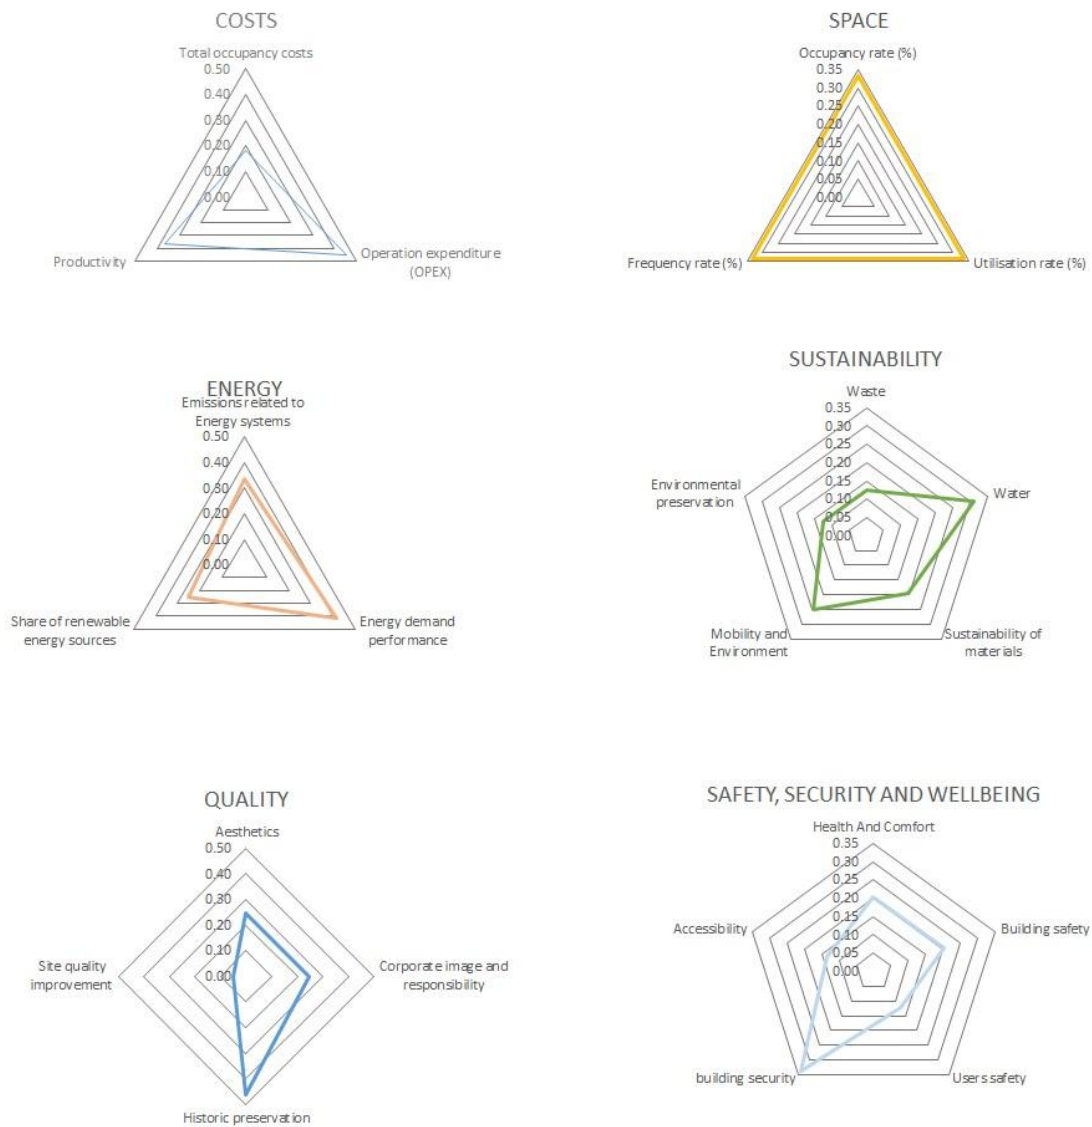 COSTS
Total occupancy costs
0.50
0.40
0.30
0.20
0.10
0.00
Productivity
Operation expenditure
(OPEX)
SPACE
Occupancy rate (%)
0.35
0.30
0.25
0.20
0.15
0.10
0.05
0.00
Frequency rate (%)
Utilisation rate (%)
ENERGY
Emissions related to
Energy systems
0.50
0.40
0.30
0.20
0.10
0.00
Share of renewable
energy sources
Energy demand
performance
SUSTAINABILITY
Waste
0.35
0.30
0.25
0.20
0.15
0.10
0.05
0.00
Environmental
preservation
Water
Mobility and
Environment
Sustainability of
materials
QUALITY
Aesthetics
0.50
0.40
0.30
0.20
0.10
0.00
Site quality
improvement
Corporate image and
responsibility
Historic preservation
SAFETY, SECURITY AND WELLBEING
Health And Comfort
0.35
0.30
0.25
0.20
0.15
0.10
0.05
0.00
Accessibility
Building safety
building security
Users safety